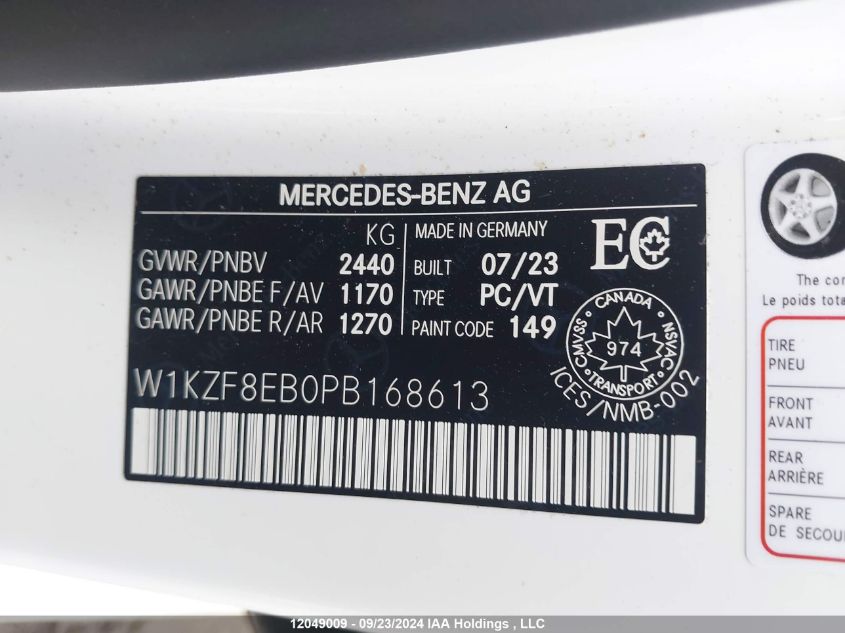 MERCEDES-BENZ AG
KG
GVWR/PNBV 2440
GAWR/PNBE F/AV 1170
GAWR/PNBE R/AR 1270
MADE IN GERMANY
BUILT 07/23
TYPE PC/VT
PAINT CODE 149
EC
CANADA
CMVSS 974 NSVAC
TRANSPORT
ICES/NMB-002
W1KZF8EB0PB168613
The com
Le poids tota
TIRE
PNEU
FRONT
AVANT
REAR
ARRIÈRE
SPARE
DE SECOU
12049009 - 09/23/2024 IAA Holdings , LLC